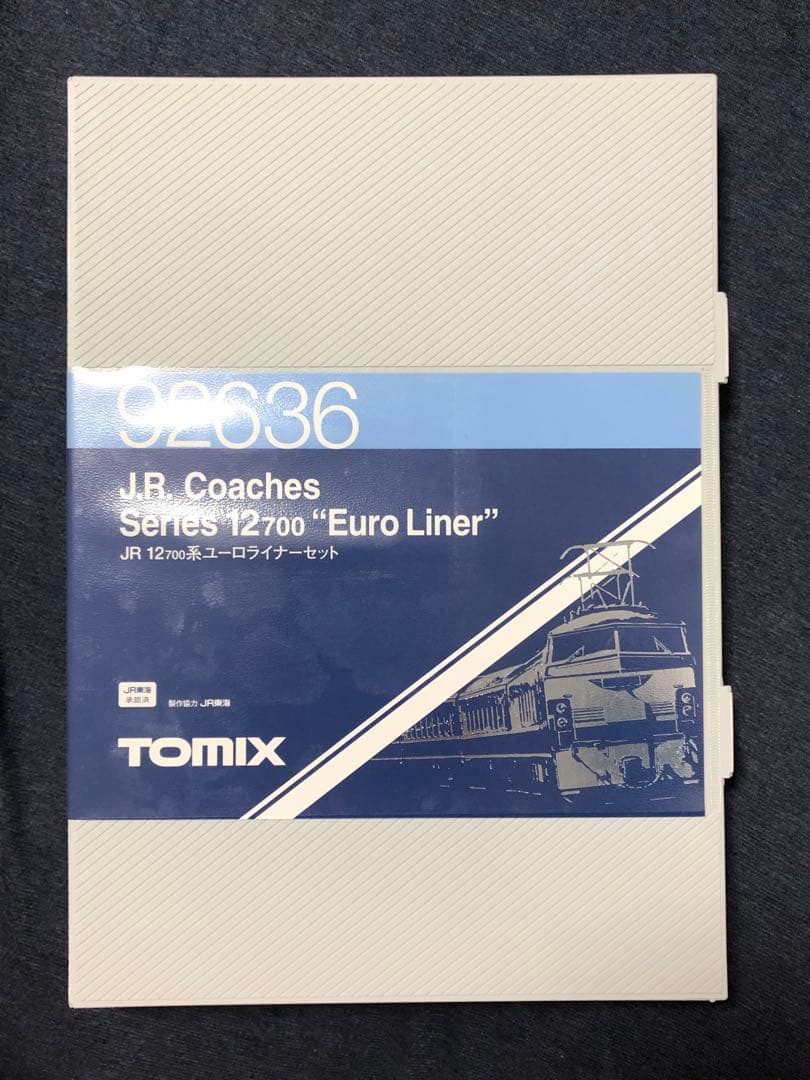 92636
J.R. Coaches
Series 12700 “Euro Liner”
JR 12700系ユーロライナーセット
JR東海
承認済
製作協力 JR東海
TOMIX